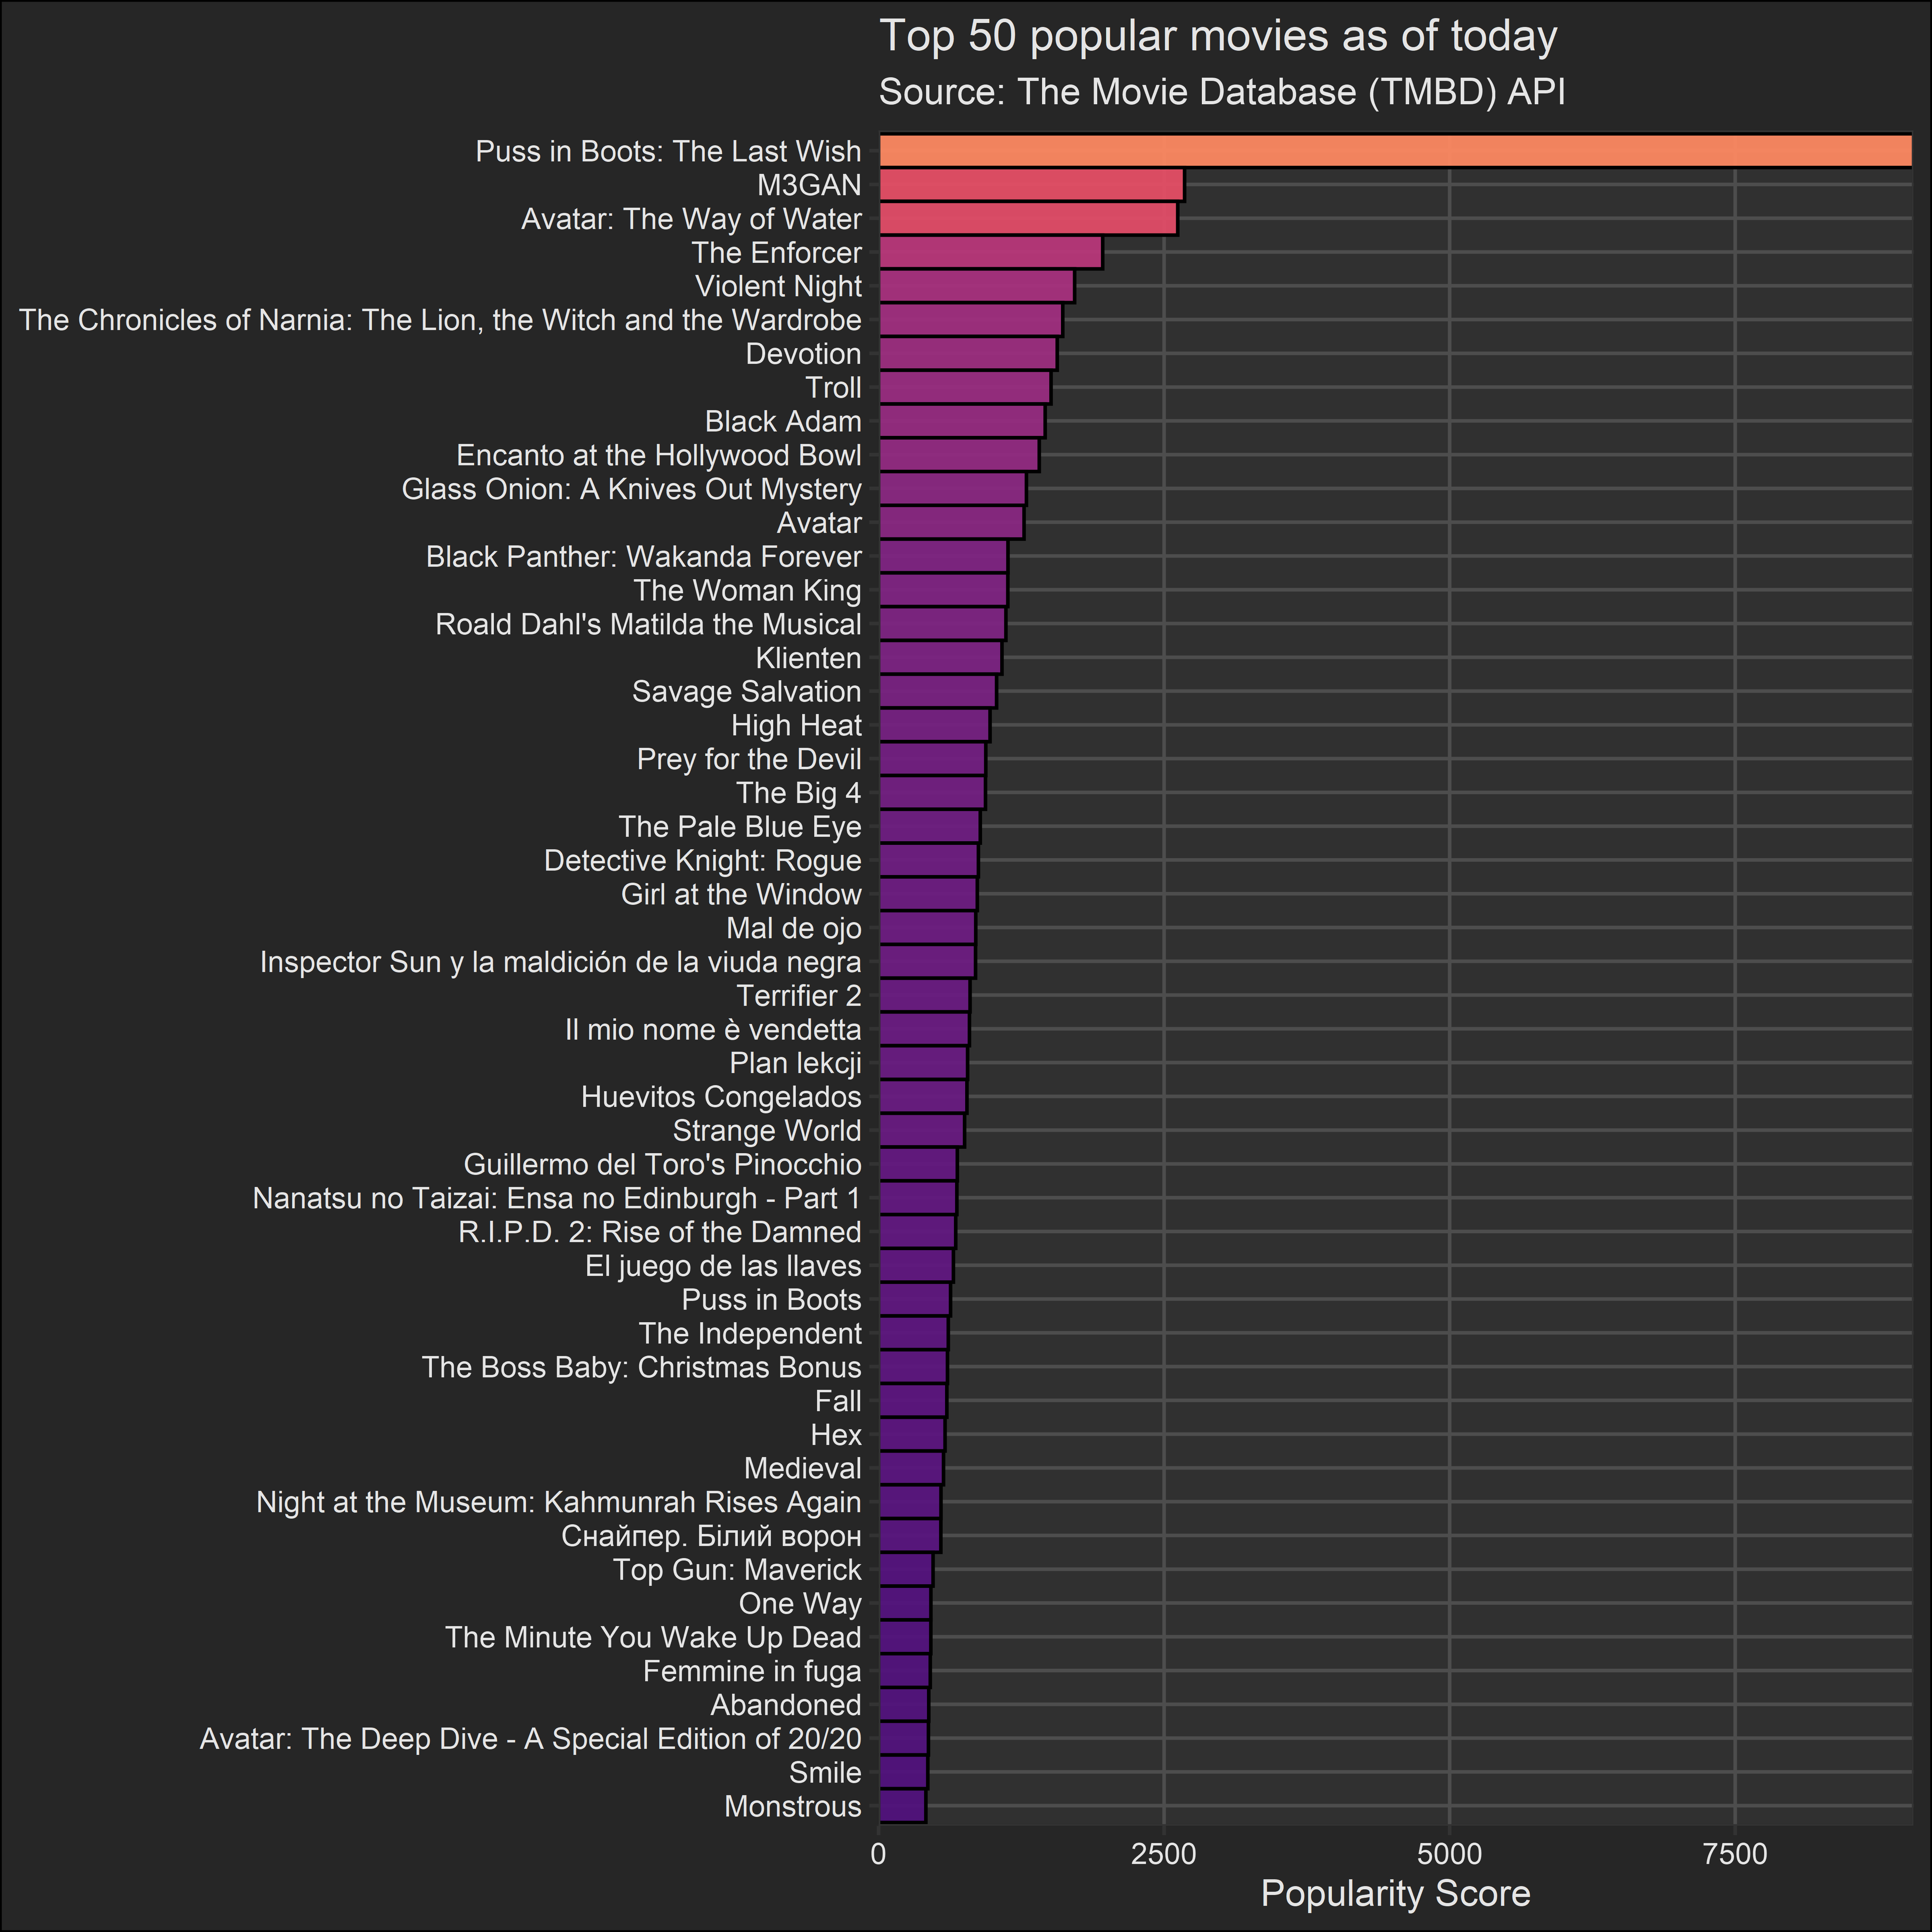 Top 50 popular movies as of today
Source: The Movie Database (TMBD) API
Puss in Boots: The Last Wish
M3GAN
Avatar: The Way of Water
The Enforcer
Violent Night
The Chronicles of Narnia: The Lion, the Witch and the Wardrobe
Devotion
Troll
Black Adam
Encanto at the Hollywood Bowl
Glass Onion: A Knives Out Mystery
Avatar
Black Panther: Wakanda Forever
The Woman King
Roald Dahl's Matilda the Musical
Klienten
Savage Salvation
High Heat
Prey for the Devil
The Big 4
The Pale Blue Eye
Detective Knight: Rogue
Girl at the Window
Mal de ojo
Inspector Sun y la maldición de la viuda negra
Terrifier 2
Il mio nome è vendetta
Plan lekcji
Huevitos Congelados
Strange World
Guillermo del Toro's Pinocchio
Nanatsu no Taizai: Ensa no Edinburgh - Part 1
R.I.P.D. 2: Rise of the Damned
El juego de las llaves
Puss in Boots
The Independent
The Boss Baby: Christmas Bonus
Fall
Hex
Medieval
Night at the Museum: Kahmunrah Rises Again
Снайпер. Білий ворон
Top Gun: Maverick
One Way
The Minute You Wake Up Dead
Femmine in fuga
Abandoned
Avatar: The Deep Dive - A Special Edition of 20/20
Smile
Monstrous
0 2500 5000 7500
Popularity Score